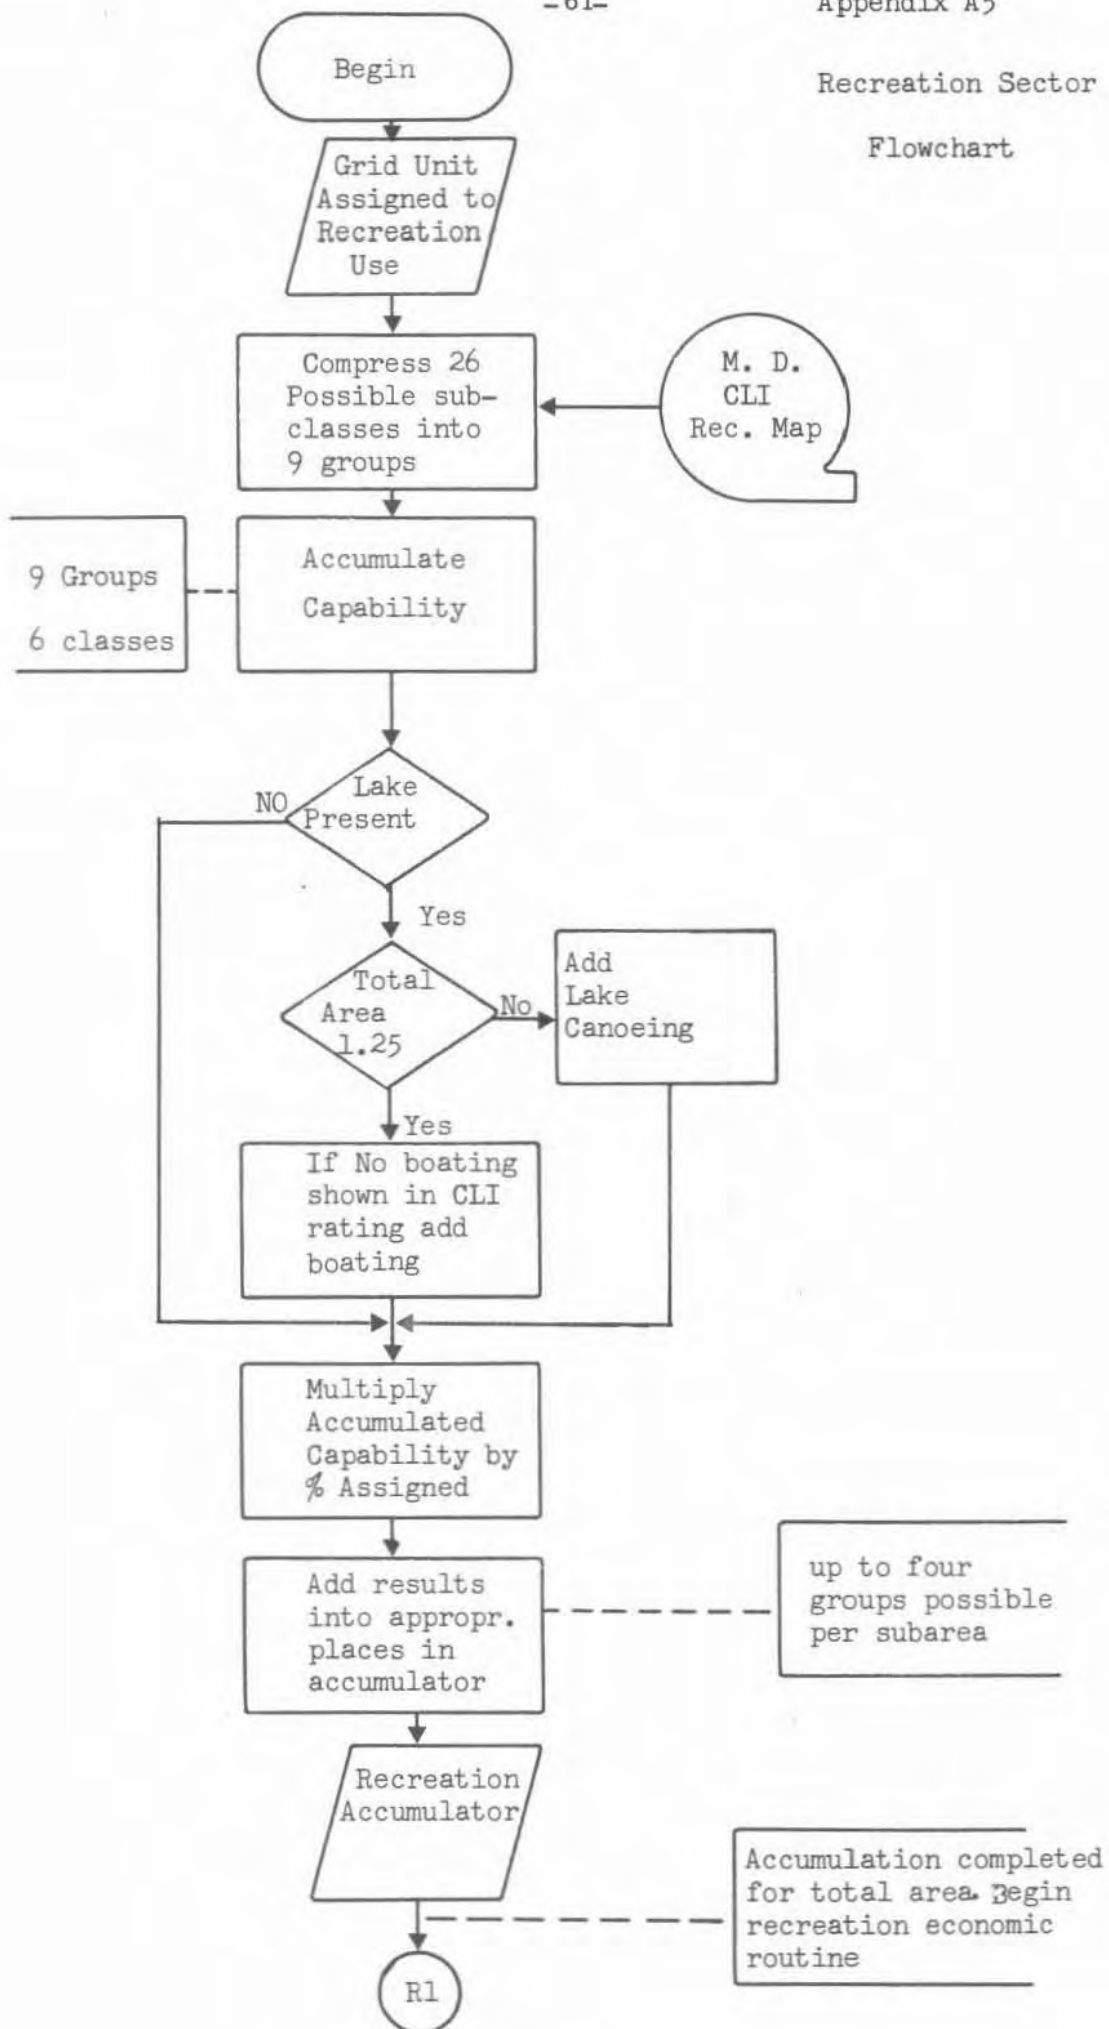 -61-
Appendix A5
Recreation Sector
Flowchart
Begin
Grid Unit
Assigned to
Recreation
Use
Compress 26
Possible sub-
classes into
9 groups
M. D.
CLI
Rec. Map
9 Groups
6 classes
Accumulate
Capability
Lake
Present
NO
Yes
Total
Area
1.25
No
Add
Lake
Canoeing
Yes
If No boating
shown in CLI
rating add
boating
Multiply
Accumulated
Capability by
% Assigned
Add results
into appropr.
places in
accumulator
up to four
groups possible
per subarea
Recreation
Accumulator
Accumulation completed
for total area. Begin
recreation economic
routine
R1